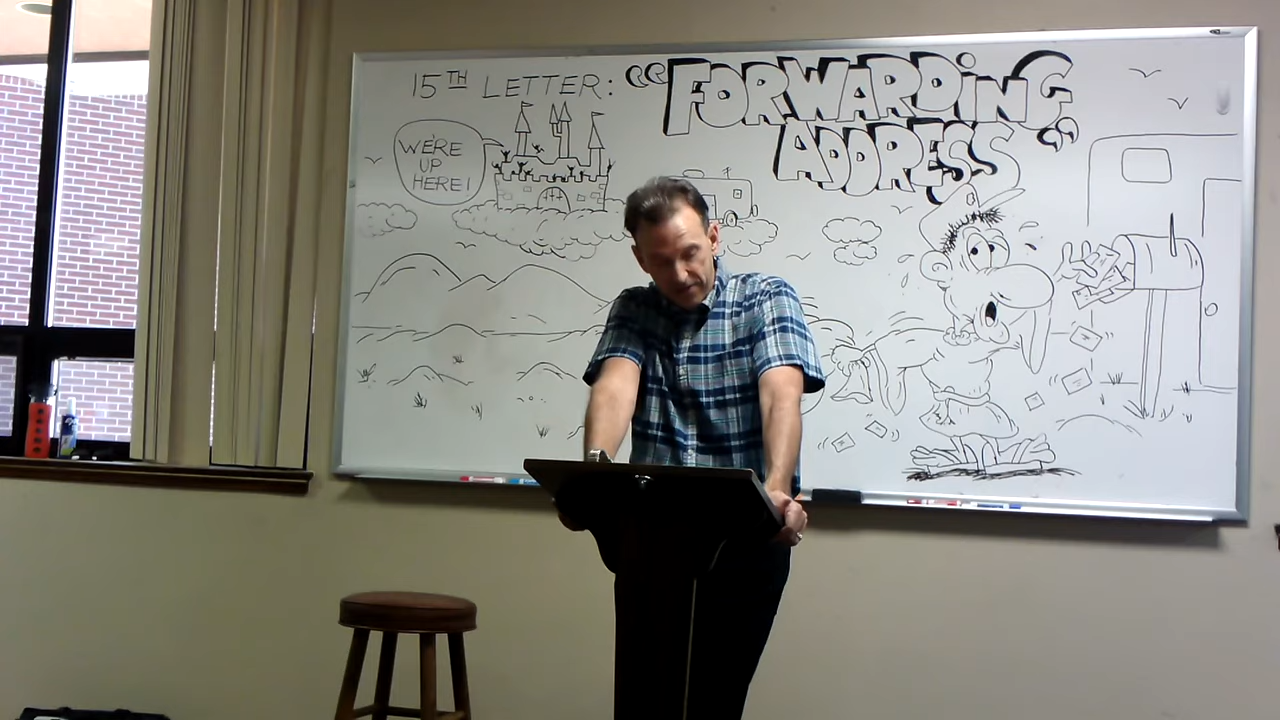 15TH LETTER: “FORWARDING
ADDRESS”
WE'RE
UP
HERE!